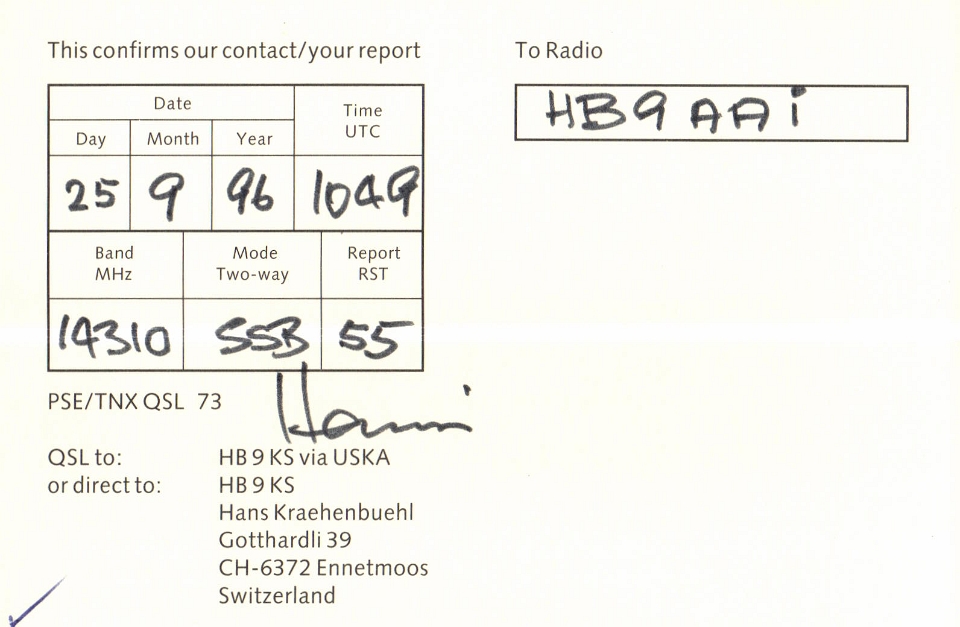 This confirms our contact/your report
To Radio
HB9AAi
Date
Time
UTC
Day Month Year
25 9 96 1049
Band
MHz
Mode
Two-way
Report
RST
14310 SSB 55
PSE/TNX QSL 73
Hansi
QSL to: HB 9 KS via USKA
or direct to: HB 9 KS
Hans Kraehenbuehl
Gotthardli 39
CH-6372 Ennetmoos
Switzerland